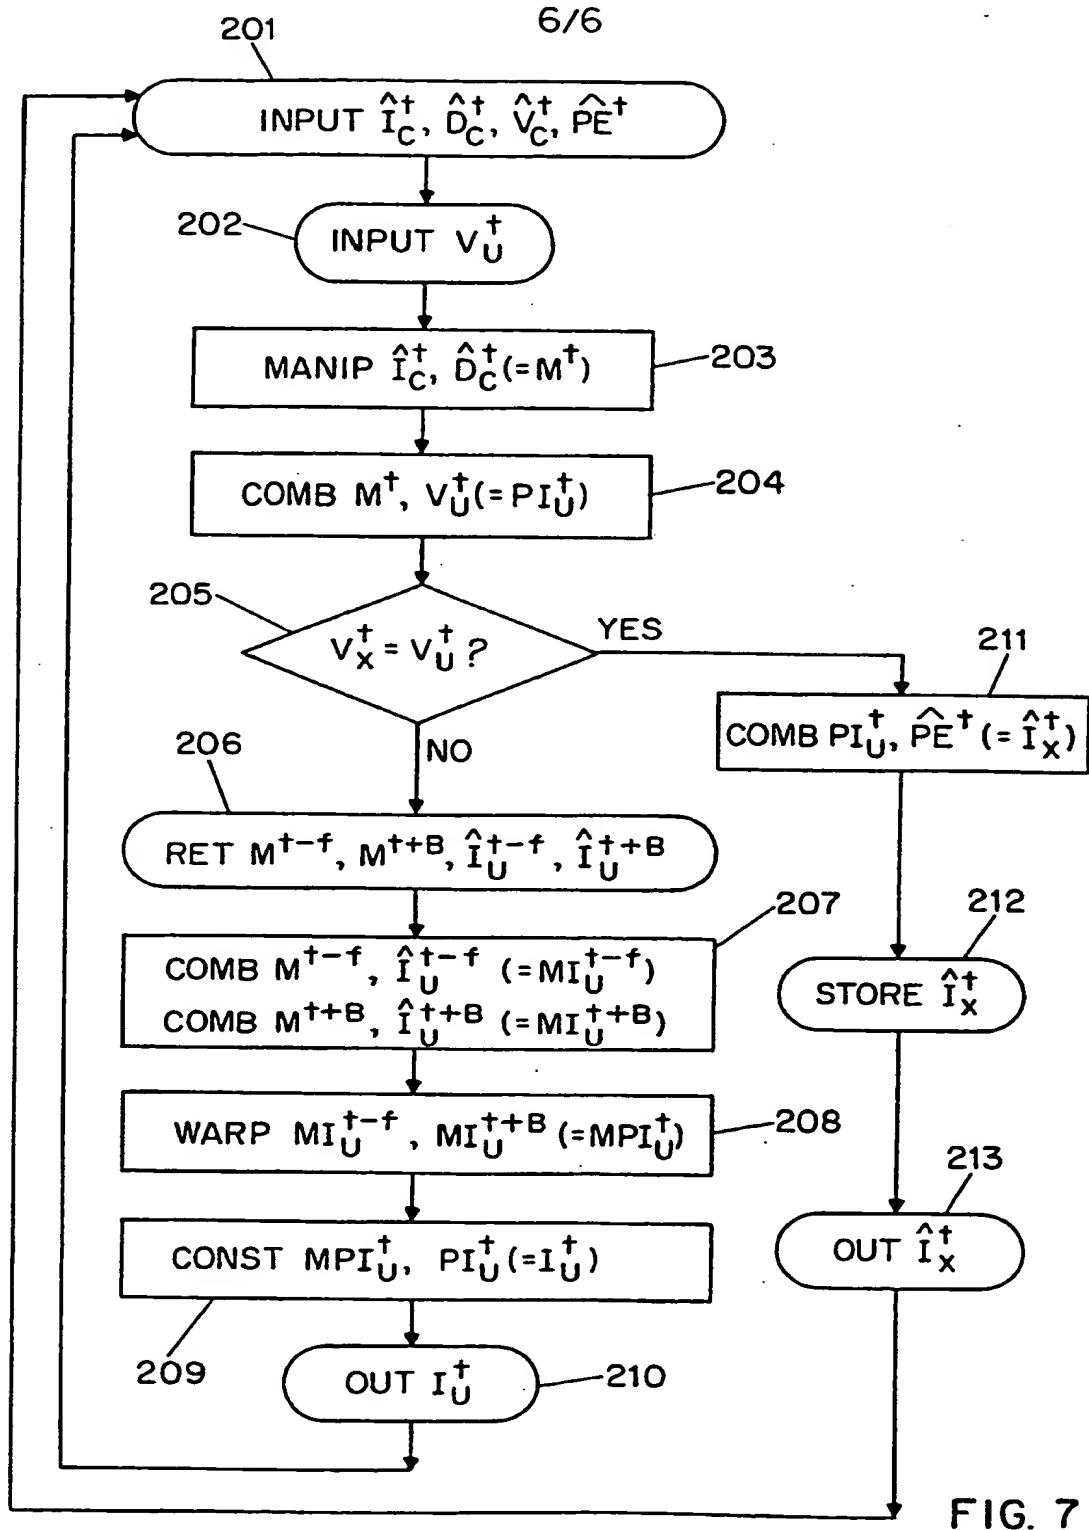 6/6
201
INPUT Î_C^t, D̂_C^t, V̂_C^t, P̂E^t
202
INPUT V_U^t
MANIP Î_C^t, D̂_C^t (=M^t)
203
COMB M^t, V_U^t (=PI_U^t)
204
205
V_X^t = V_U^t ?
YES
NO
211
COMB PI_U^t, P̂E^t (=Î_X^t)
206
RET M^t-f, M^t+B, Î_U^t-f, Î_U^t+B
207
COMB M^t-f, Î_U^t-f (=MI_U^t-f)
COMB M^t+B, Î_U^t+B (=MI_U^t+B)
212
STORE Î_X^t
WARP MI_U^t-f, MI_U^t+B (=MPI_U^t)
208
213
OUT Î_X^t
CONST MPI_U^t, PI_U^t (=I_U^t)
209
OUT I_U^t
210
FIG. 7